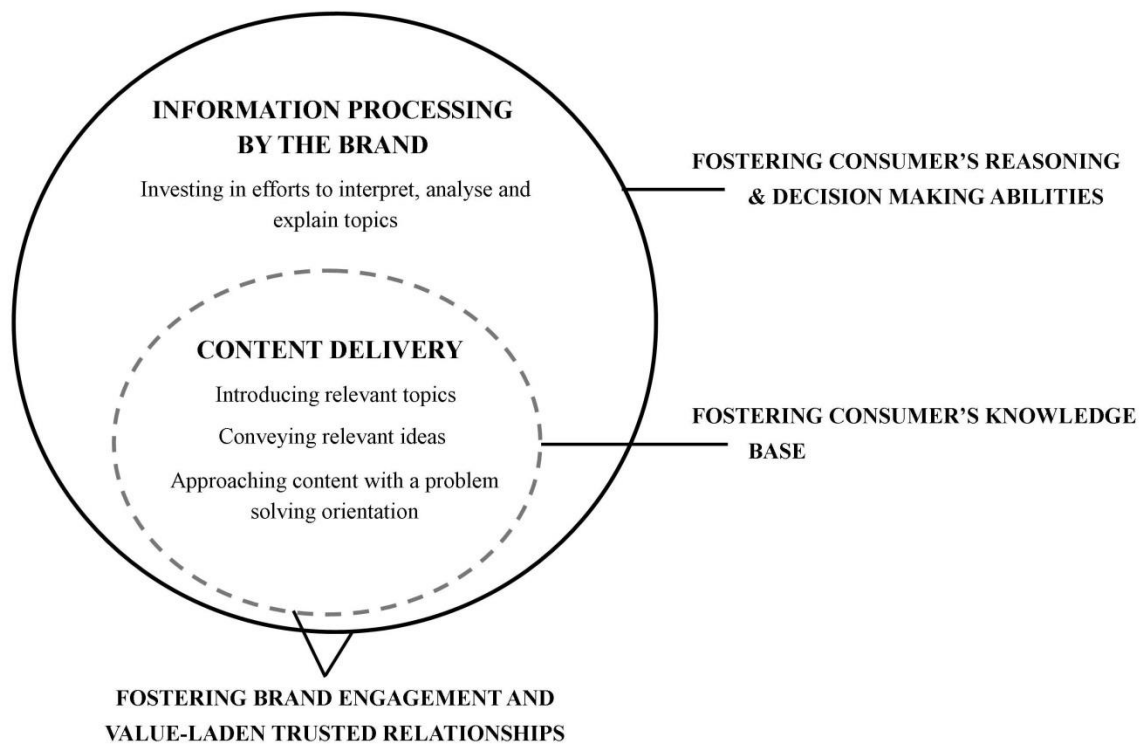 INFORMATION PROCESSING
BY THE BRAND
Investing in efforts to interpret, analyse and
explain topics
FOSTERING CONSUMER'S REASONING
& DECISION MAKING ABILITIES
CONTENT DELIVERY
Introducing relevant topics
Conveying relevant ideas
Approaching content with a problem
solving orientation
FOSTERING CONSUMER'S KNOWLEDGE
BASE
FOSTERING BRAND ENGAGEMENT AND
VALUE-LADEN TRUSTED RELATIONSHIPS